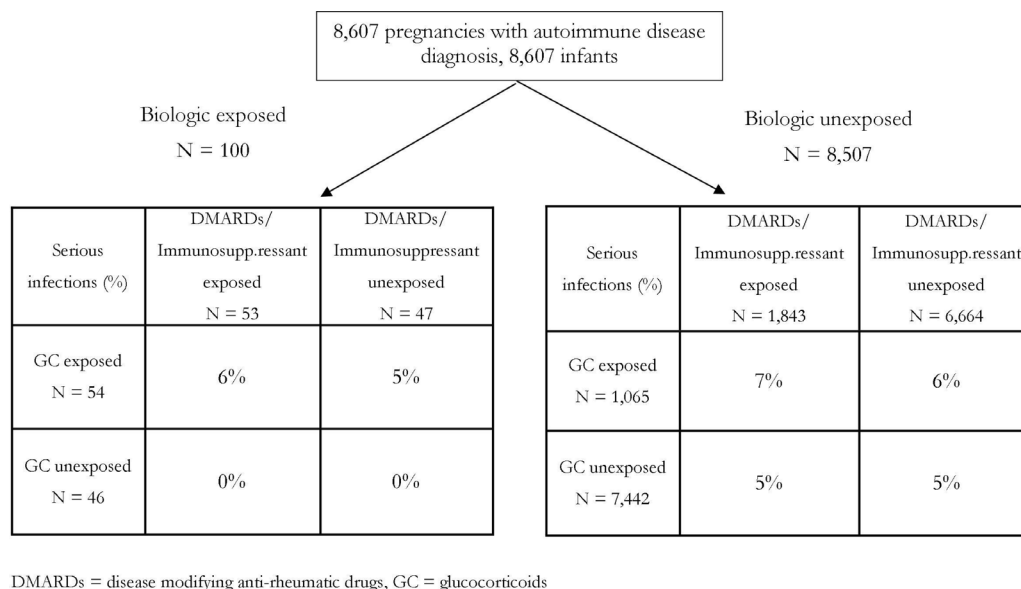 8,607 pregnancies with autoimmune disease
diagnosis, 8,607 infants
Biologic exposed
N = 100
Biologic unexposed
N = 8,507
Serious
infections (%)
DMARDs/
Immunosupp.ressant
exposed
N = 53
DMARDs/
Immunosuppressant
unexposed
N = 47
GC exposed
N = 54
6%
5%
GC unexposed
N = 46
0%
0%
Serious
infections (%)
DMARDs/
Immunosupp.ressant
exposed
N = 1,843
DMARDs/
Immunosupp.ressant
unexposed
N = 6,664
GC exposed
N = 1,065
7%
6%
GC unexposed
N = 7,442
5%
5%
DMARDs = disease modifying anti-rheumatic drugs, GC = glucocorticoids